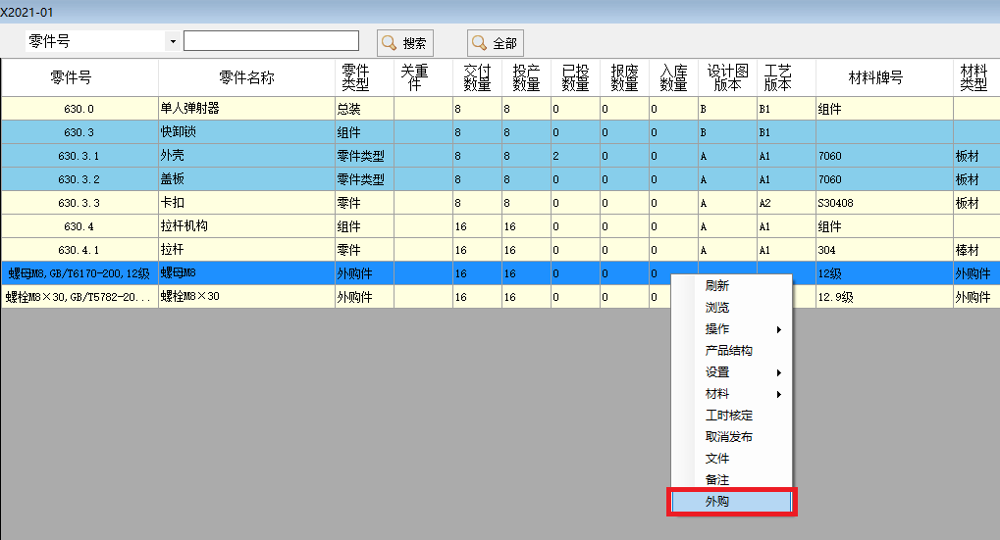 X2021-01
零件号 搜索 全部
零件号 零件名称 零件类型 关重件 交付数量 投产数量 已投数量 报废数量 入库数量 设计图版本 工艺版本 材料牌号 材料类型
630.0 单人弹射器 总装 8 8 0 0 0 B B1 组件
630.3 快卸锁 组件 8 8 0 0 0 B B1
630.3.1 外壳 零件类型 8 8 2 0 0 A A1 7060 板材
630.3.2 盖板 零件类型 8 8 0 0 0 A A1 7060 板材
630.3.3 卡扣 零件 8 8 0 0 0 A A2 S30408 板材
630.4 拉杆机构 组件 16 16 0 0 0 A A1 组件
630.4.1 拉杆 零件 16 16 0 0 0 A A1 304 棒材
螺母M8,GB/T6170-200,12级 螺母M8 外购件 16 16 0 0 0 12级 外购件
螺栓M8×30,GB/T5782-20... 螺栓M8×30 外购件 16 16 0 0 0 12.9级 外购件
刷新
浏览
操作
产品结构
设置
材料
工时核定
取消发布
文件
备注
外购